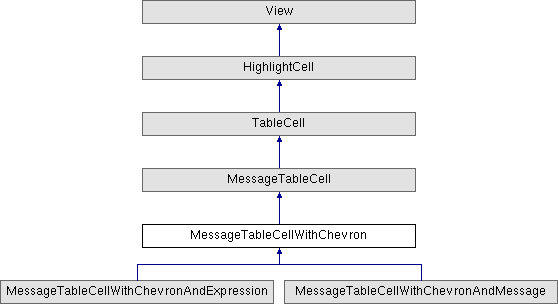 View
HighlightCell
TableCell
MessageTableCell
MessageTableCellWithChevron
MessageTableCellWithChevronAndExpression
MessageTableCellWithChevronAndMessage